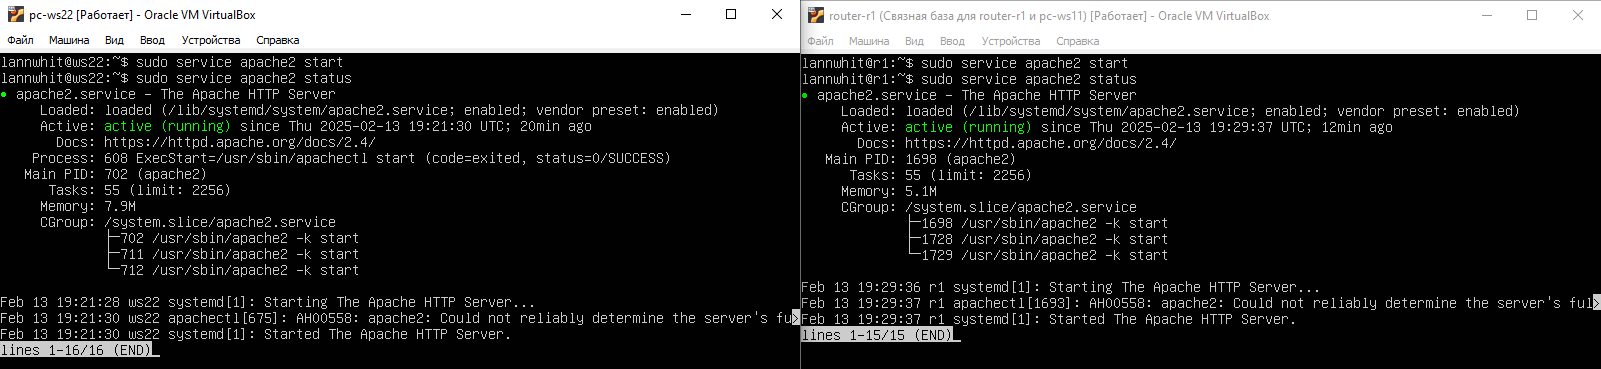 pc-ws22 [Работает] - Oracle VM VirtualBox
Файл Машина Вид Ввод Устройства Справка
lannwhit@ws22:~$ sudo service apache2 start
lannwhit@ws22:~$ sudo service apache2 status
● apache2.service - The Apache HTTP Server
Loaded: loaded (/lib/systemd/system/apache2.service; enabled; vendor preset: enabled)
Active: active (running) since Thu 2025-02-13 19:21:30 UTC; 20min ago
Docs: https://httpd.apache.org/docs/2.4/
Process: 608 ExecStart=/usr/sbin/apachectl start (code=exited, status=0/SUCCESS)
Main PID: 702 (apache2)
Tasks: 55 (limit: 2256)
Memory: 7.9M
CGroup: /system.slice/apache2.service
├─702 /usr/sbin/apache2 -k start
├─711 /usr/sbin/apache2 -k start
└─712 /usr/sbin/apache2 -k start
Feb 13 19:21:28 ws22 systemd[1]: Starting The Apache HTTP Server...
Feb 13 19:21:30 ws22 apachectl[675]: AH00558: apache2: Could not reliably determine the server's fu>
Feb 13 19:21:30 ws22 systemd[1]: Started The Apache HTTP Server.
lines 1-16/16 (END)
router-r1 (Связная база для router-r1 и pc-ws11) [Работает] - Oracle VM VirtualBox
Файл Машина Вид Ввод Устройства Справка
lannwhit@r1:~$ sudo service apache2 start
lannwhit@r1:~$ sudo service apache2 status
● apache2.service - The Apache HTTP Server
Loaded: loaded (/lib/systemd/system/apache2.service; enabled; vendor preset: enabled)
Active: active (running) since Thu 2025-02-13 19:29:37 UTC; 12min ago
Docs: https://httpd.apache.org/docs/2.4/
Main PID: 1698 (apache2)
Tasks: 55 (limit: 2256)
Memory: 5.1M
CGroup: /system.slice/apache2.service
├─1698 /usr/sbin/apache2 -k start
├─1728 /usr/sbin/apache2 -k start
└─1729 /usr/sbin/apache2 -k start
Feb 13 19:29:36 r1 systemd[1]: Starting The Apache HTTP Server...
Feb 13 19:29:37 r1 apachectl[1693]: AH00558: apache2: Could not reliably determine the server's ful>
Feb 13 19:29:37 r1 systemd[1]: Started The Apache HTTP Server.
lines 1-15/15 (END)